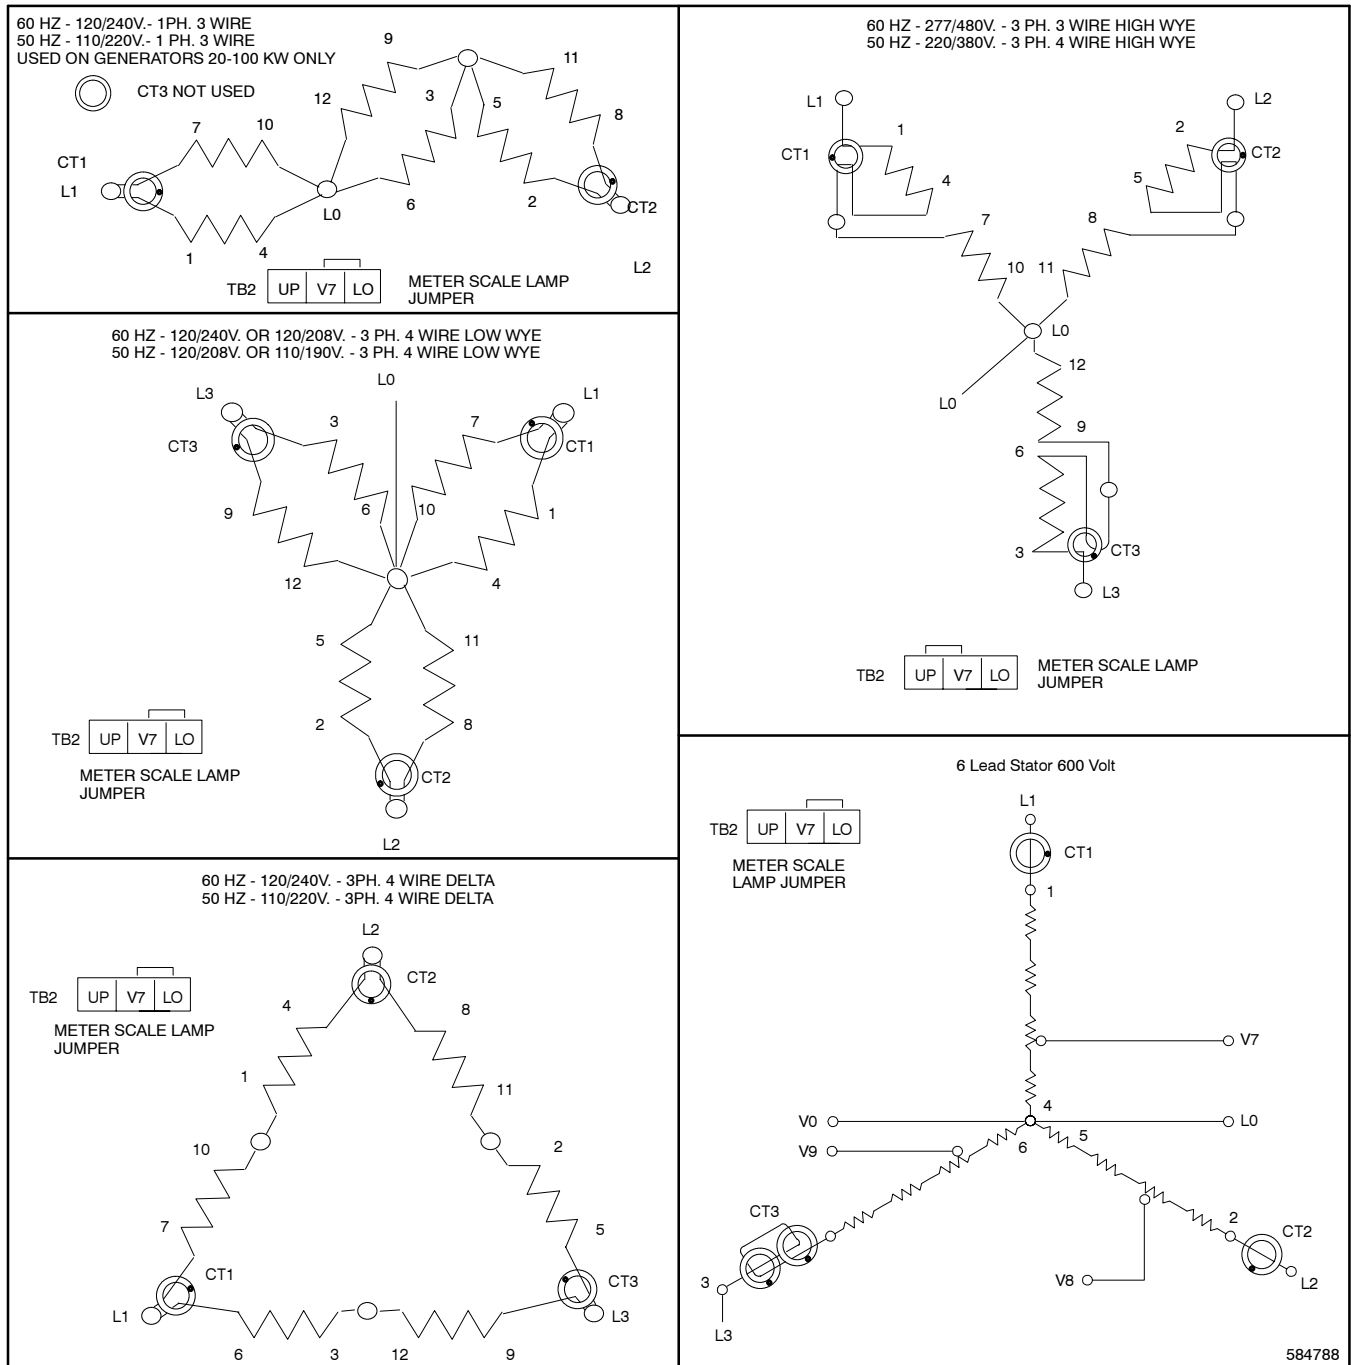 60 HZ - 120/240V.- 1PH. 3 WIRE
50 HZ - 110/220V.- 1 PH. 3 WIRE
USED ON GENERATORS 20-100 KW ONLY
CT3 NOT USED
9
11
12
3
5
8
7
10
CT1
L1
L0
6
2
CT2
1
4
L2
TB2 UP V7 LO
METER SCALE LAMP
JUMPER
60 HZ - 277/480V. - 3 PH. 3 WIRE HIGH WYE
50 HZ - 220/380V. - 3 PH. 4 WIRE HIGH WYE
L1
L2
1
2
CT1
CT2
4
5
7
8
10
11
L0
L0
12
9
6
3
CT3
L3
TB2 UP V7 LO
METER SCALE LAMP
JUMPER
60 HZ - 120/240V. OR 120/208V. - 3 PH. 4 WIRE LOW WYE
50 HZ - 120/208V. OR 110/190V. - 3 PH. 4 WIRE LOW WYE
L0
L3
L1
3
7
CT3
CT1
9
6
10
1
12
4
5
11
2
8
CT2
L2
TB2 UP V7 LO
METER SCALE LAMP
JUMPER
6 Lead Stator 600 Volt
L1
TB2 UP V7 LO
CT1
METER SCALE
LAMP JUMPER
1
V7
4
V0
L0
5
V9
6
CT3
2
CT2
3
V8
L2
L3
584788
60 HZ - 120/240V. - 3PH. 4 WIRE DELTA
50 HZ - 110/220V. - 3PH. 4 WIRE DELTA
L2
CT2
TB2 UP V7 LO
METER SCALE LAMP
JUMPER
4
8
1
11
10
2
7
5
CT1
CT3
L1
L3
6
3
12
9